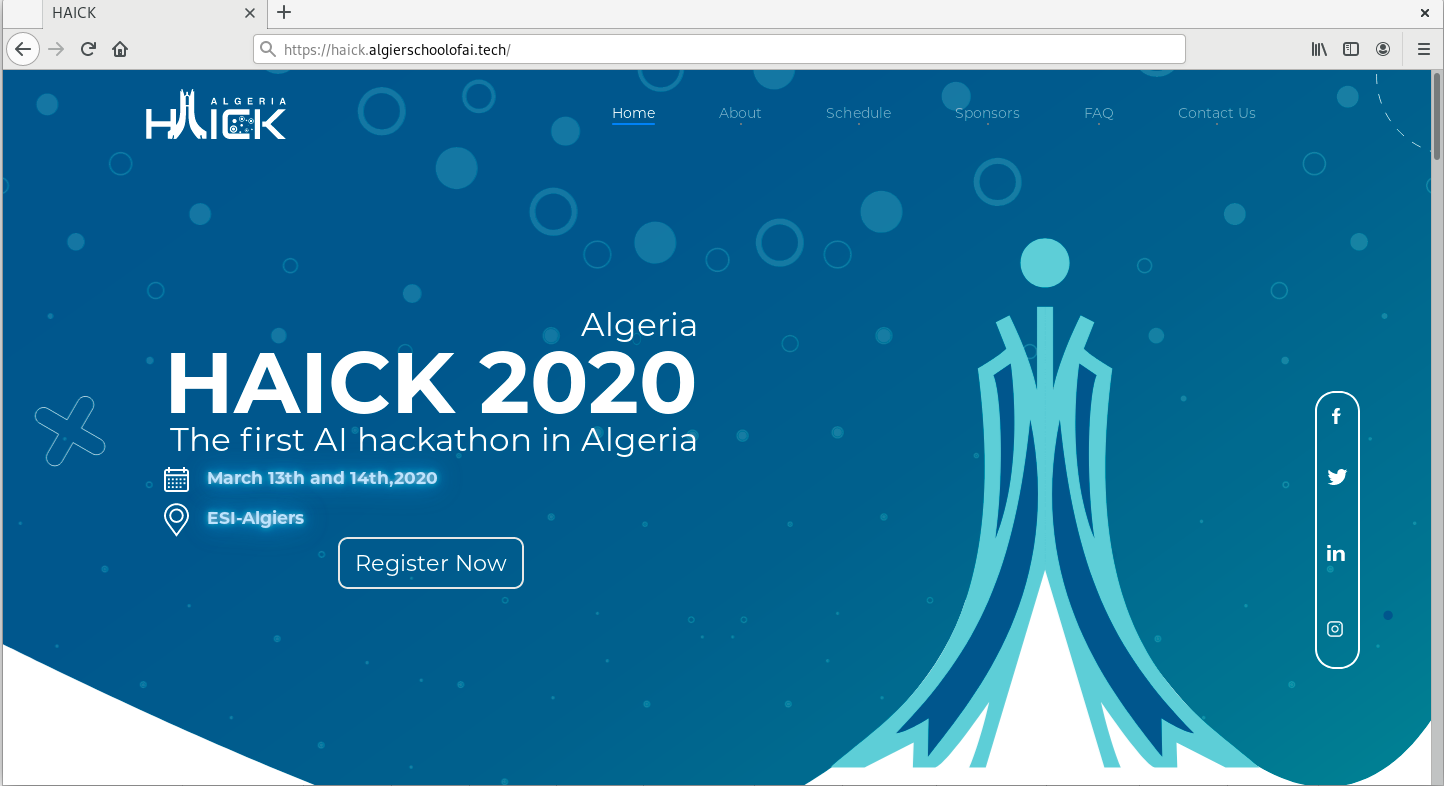 HAICK
https://haick.algierschoolofai.tech/
ALGERIA
HAICK
Home About Schedule Sponsors FAQ Contact Us
Algeria
HAICK 2020
The first AI hackathon in Algeria
March 13th and 14th,2020
ESI-Algiers
Register Now
f
in